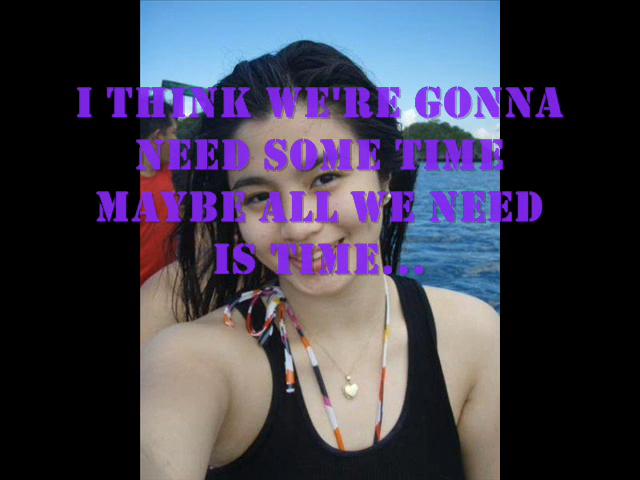 I THINK WE'RE GONNA
NEED SOME TIME
MAYBE ALL WE NEED
IS TIME...